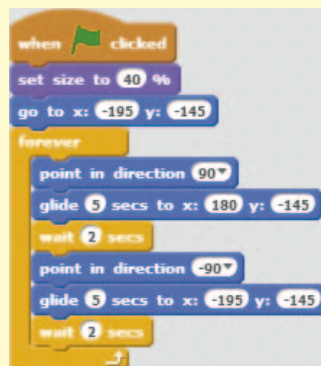 when clicked
set size to 40 %
go to x: -195 y: -145
forever
point in direction 90
glide 5 secs to x: 180 y: -145
wait 2 secs
point in direction -90
glide 5 secs to x: -195 y: -145
wait 2 secs